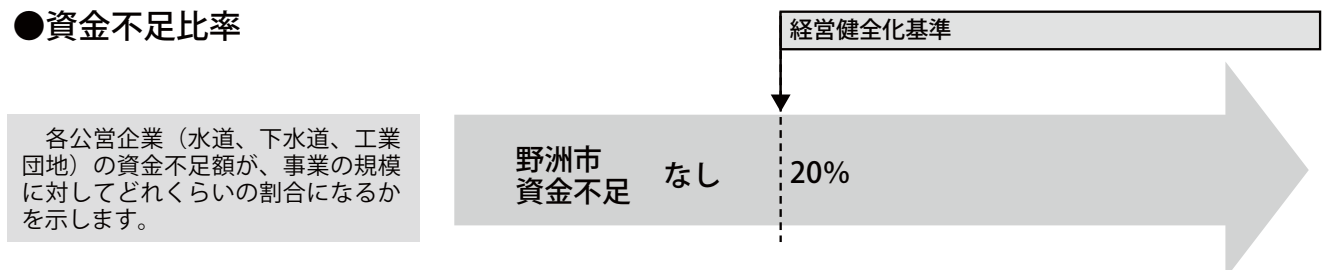 ●資金不足比率
経営健全化基準
　各公営企業（水道、下水道、工業
団地）の資金不足額が、事業の規模
に対してどれくらいの割合になるか
を示します。
野洲市
資金不足
なし
20%